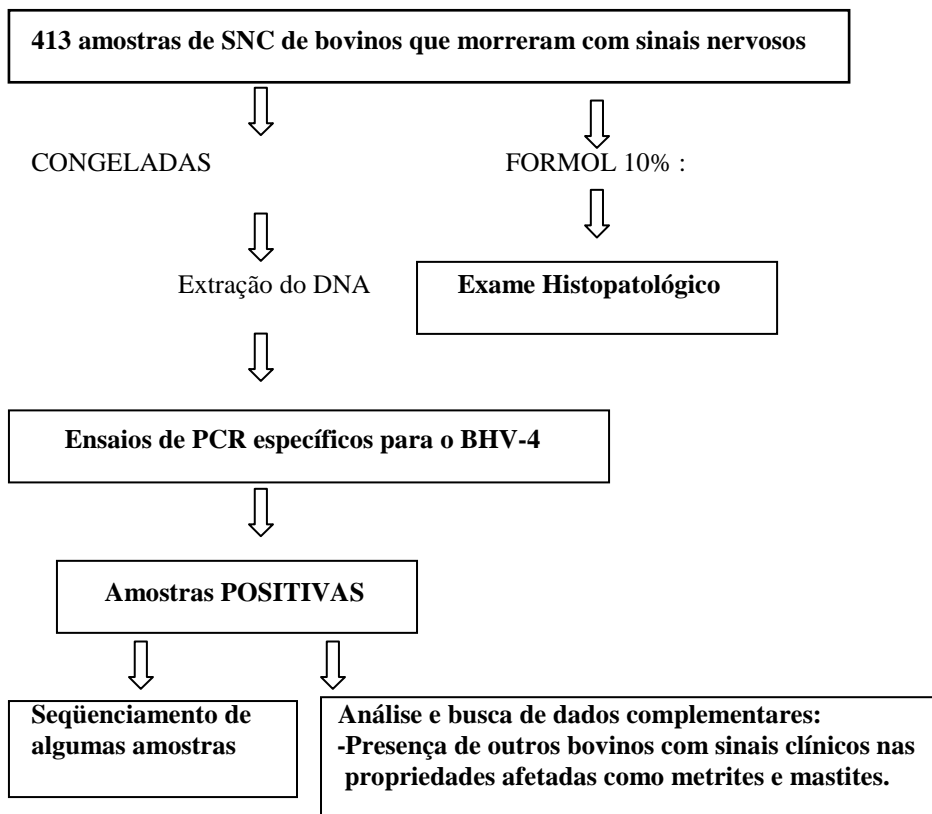 413 amostras de SNC de bovinos que morreram com sinais nervosos
CONGELADAS
FORMOL 10% :
Extração do DNA
Exame Histopatológico
Ensaios de PCR específicos para o BHV-4
Amostras POSITIVAS
Seqüenciamento de
algumas amostras
Análise e busca de dados complementares:
-Presença de outros bovinos com sinais clínicos nas
propriedades afetadas como metrites e mastites.